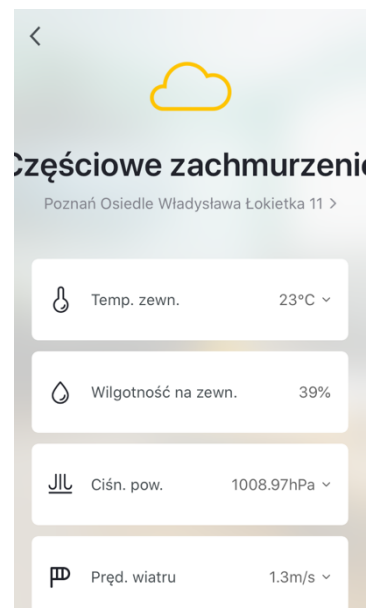 Częściowe zachmurzenie
Poznań Osiedle Władysława Łokietka 11 >
Temp. zewn. 23°C
Wilgotność na zewn. 39%
Ciśn. pow. 1008.97hPa
Pręd. wiatru 1.3m/s